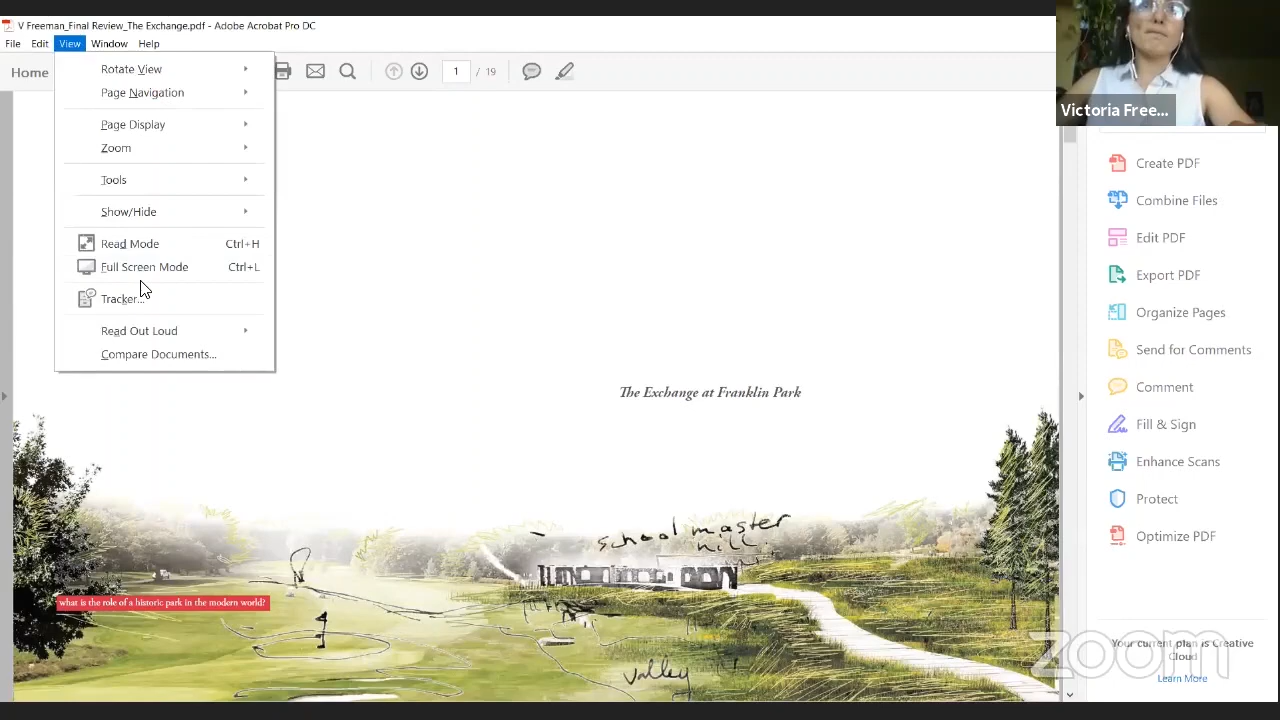 V Freeman_Final Review_The Exchange.pdf - Adobe Acrobat Pro DC
File Edit View Window Help
Home
1 / 19
Rotate View
Page Navigation
Page Display
Zoom
Tools
Show/Hide
Read Mode Ctrl+H
Full Screen Mode Ctrl+L
Tracker...
Read Out Loud
Compare Documents...
Victoria Free...
Create PDF
Combine Files
Edit PDF
Export PDF
Organize Pages
Send for Comments
Comment
Fill & Sign
Enhance Scans
Protect
Optimize PDF
The Exchange at Franklin Park
school master
hill
what is the role of a historic park in the modern world?
valley
Your current plan is Creative
Cloud
Learn More
zoom